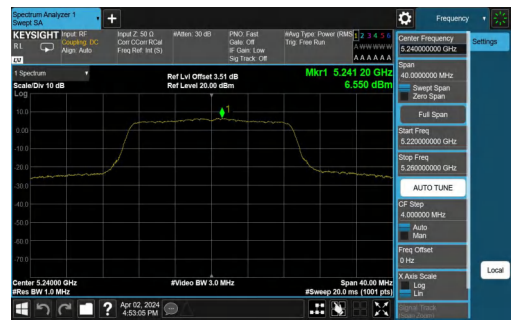 Spectrum Analyzer 1
Swept SA
Frequency
KEYSIGHT
RL
LV
Input: RF
Coupling: DC
Align: Auto
Input Z: 50 Ω
Corr CCorr RCal
Freq Ref: Int (S)
#Atten: 30 dB
PNO: Fast
Gate: Off
IF Gain: Low
Sig Track: Off
#Avg Type: Power (RMS
Trig: Free Run
1 2 3 4 5 6
A W W W W W
A A A A A A
1 Spectrum
Scale/Div 10 dB
Log
Ref Lvl Offset 3.51 dB
Ref Level 20.00 dBm
Mkr1 5.241 20 GHz
6.550 dBm
1
10.0
0.00
-10.0
-20.0
-30.0
-40.0
-50.0
-60.0
-70.0
Center 5.24000 GHz
#Res BW 1.0 MHz
#Video BW 3.0 MHz
Span 40.00 MHz
#Sweep 20.0 ms (1001 pts)
Apr 02, 2024
4:53:05 PM
Center Frequency
5.240000000 GHz
Settings
Span
40.0000000 MHz
Swept Span
Zero Span
Full Span
Start Freq
5.220000000 GHz
Stop Freq
5.260000000 GHz
AUTO TUNE
CF Step
4.000000 MHz
Auto
Man
Freq Offset
0 Hz
X Axis Scale
Log
Lin
Local
Signal Track